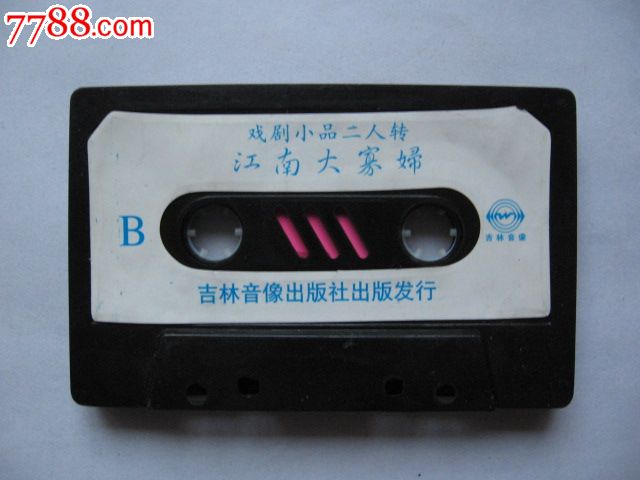 7788.com
戏剧小品二人转
江南大寡婦
B
吉林音像
吉林音像出版社出版发行